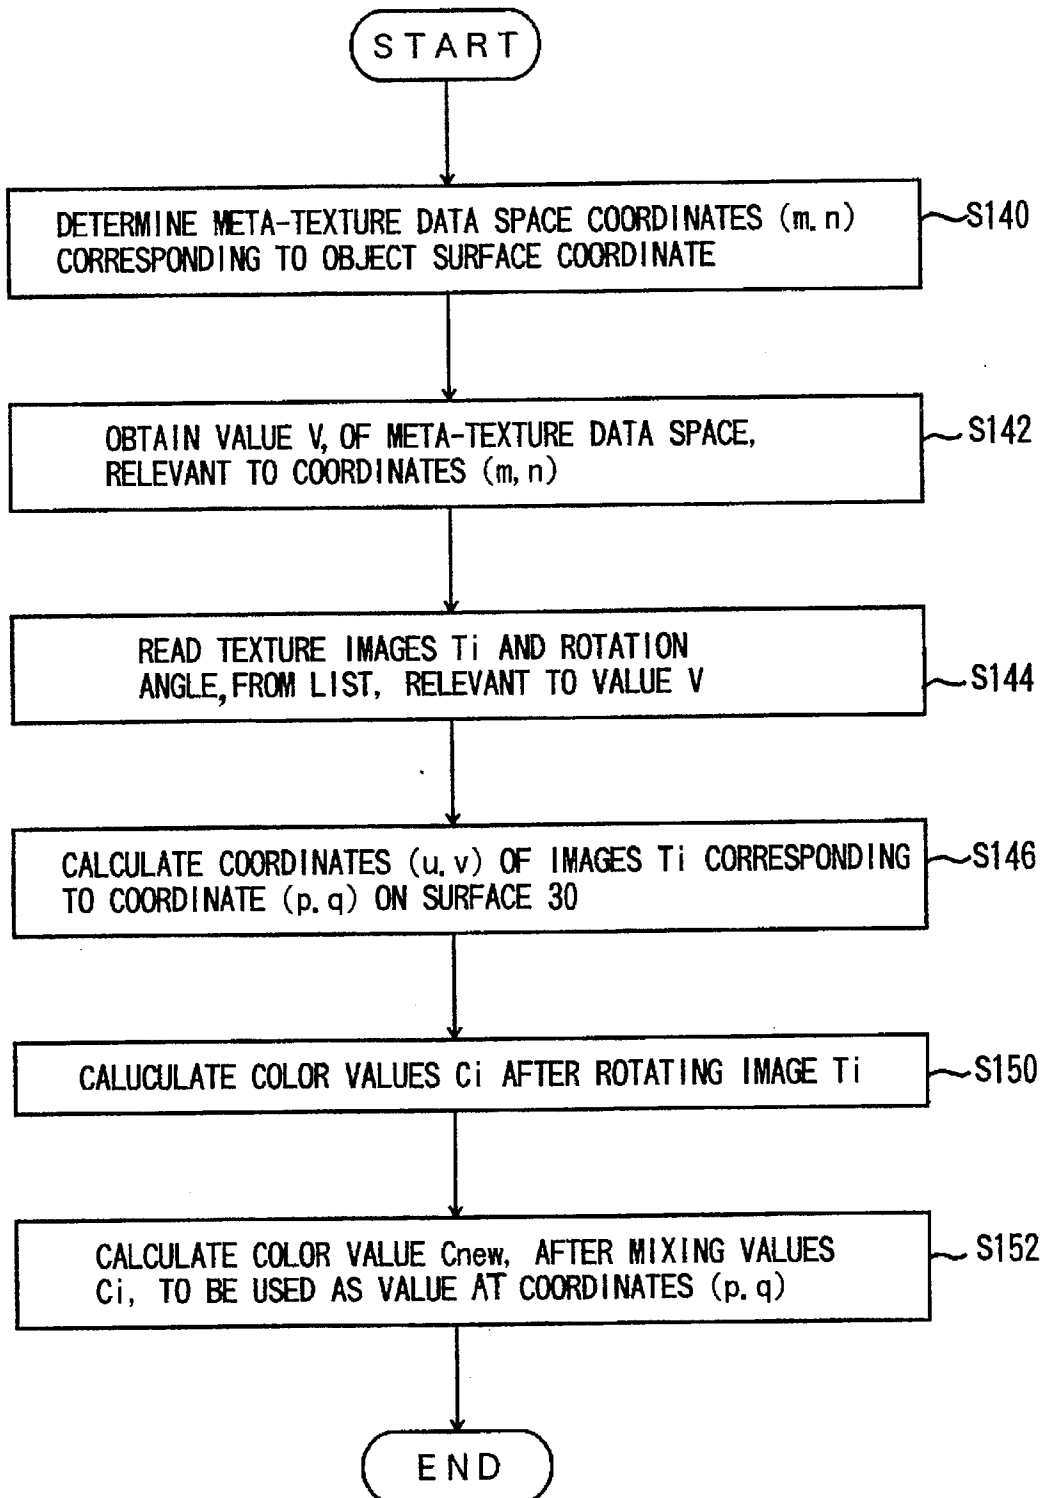 START
DETERMINE META-TEXTURE DATA SPACE COORDINATES (m.n)
CORRESPONDING TO OBJECT SURFACE COORDINATE
S140
OBTAIN VALUE V, OF META-TEXTURE DATA SPACE,
RELEVANT TO COORDINATES (m,n)
S142
READ TEXTURE IMAGES Ti AND ROTATION
ANGLE, FROM LIST, RELEVANT TO VALUE V
S144
CALCULATE COORDINATES (u.v) OF IMAGES Ti CORRESPONDING
TO COORDINATE (p.q) ON SURFACE 30
S146
CALUCULATE COLOR VALUES Ci AFTER ROTATING IMAGE Ti
S150
CALCULATE COLOR VALUE Cnew, AFTER MIXING VALUES
Ci, TO BE USED AS VALUE AT COORDINATES (p.q)
S152
END